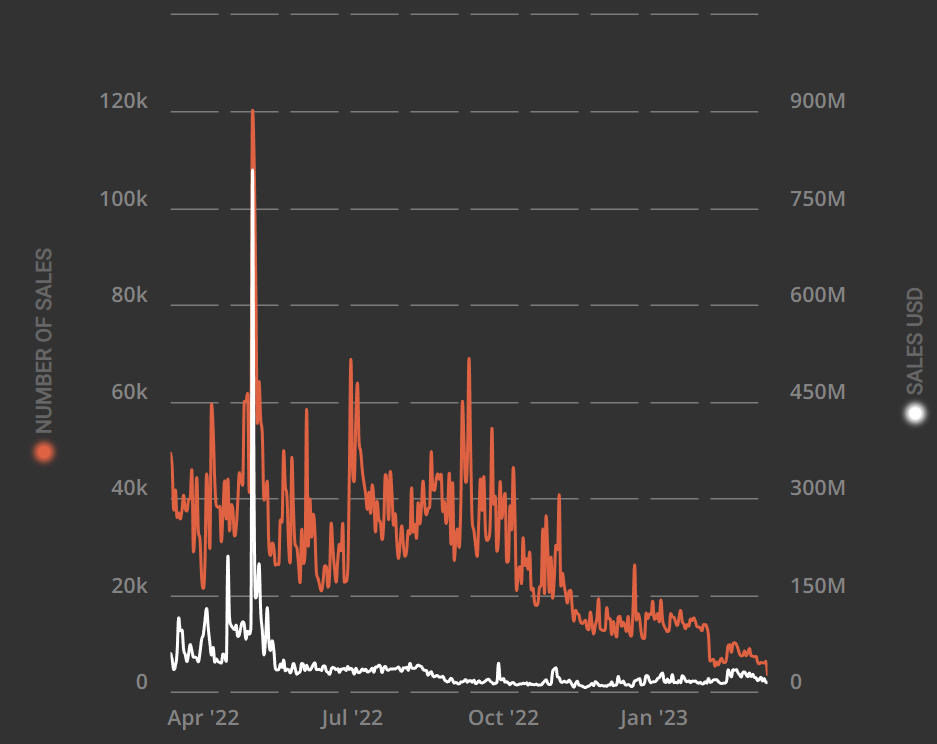 NUMBER OF SALES
120k
100k
80k
60k
40k
20k
0
900M
750M
600M
450M
300M
150M
0
SALES USD
Apr '22
Jul '22
Oct '22
Jan '23